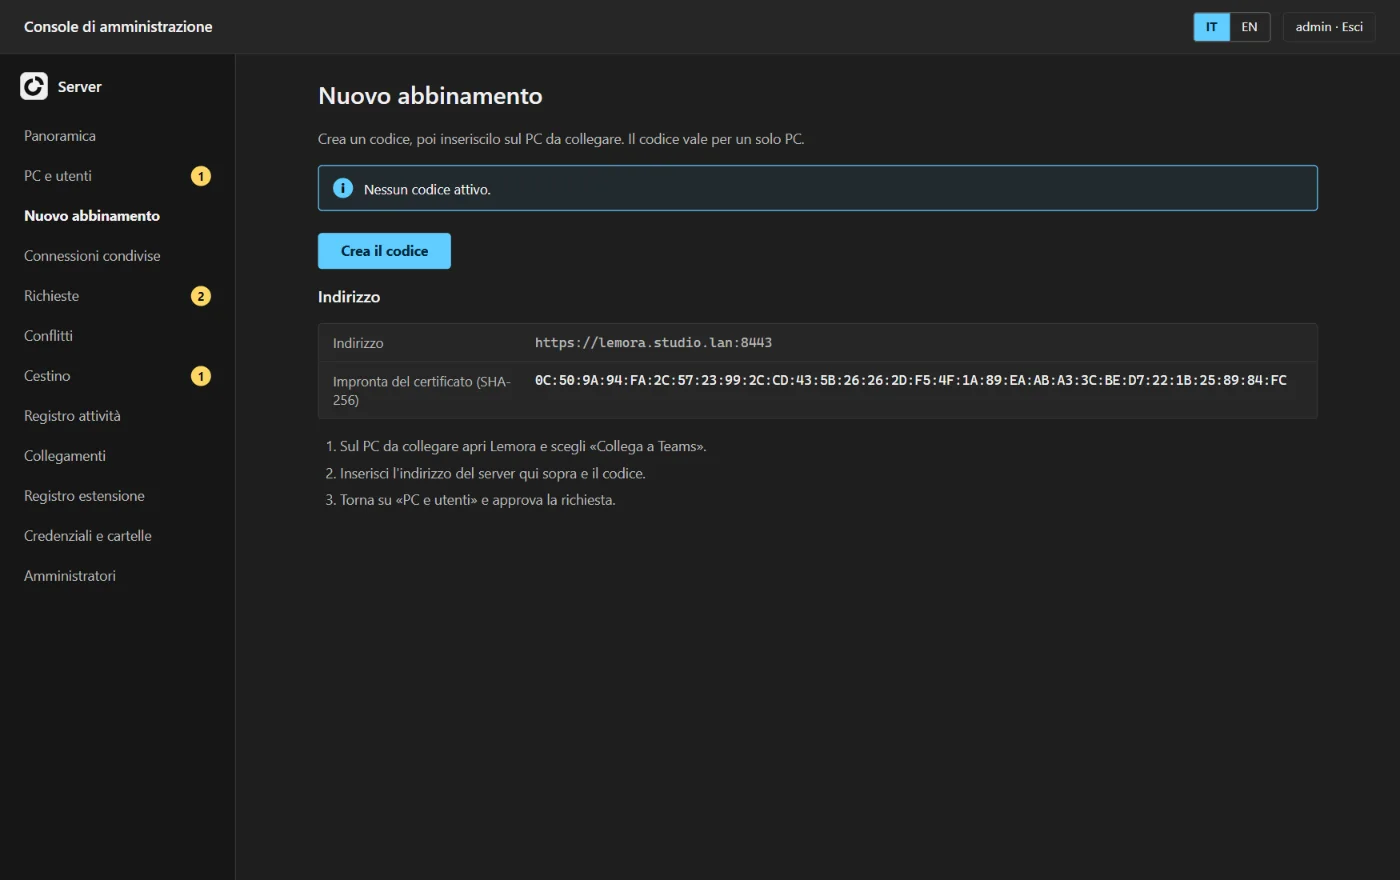 Console di amministrazione
IT
EN
admin · Esci
Server
Panoramica
PC e utenti
1
Nuovo abbinamento
Connessioni condivise
Richieste
2
Conflitti
Cestino
1
Registro attività
Collegamenti
Registro estensione
Credenziali e cartelle
Amministratori
Nuovo abbinamento
Crea un codice, poi inseriscilo sul PC da collegare. Il codice vale per un solo PC.
Nessun codice attivo.
Crea il codice
Indirizzo
Indirizzo
https://lemora.studio.lan:8443
Impronta del certificato (SHA-
256)
0C:50:9A:94:FA:2C:57:23:99:2C:CD:43:5B:26:26:2D:F5:4F:1A:89:EA:AB:A3:3C:BE:D7:22:1B:25:89:84:FC
1. Sul PC da collegare apri Lemora e scegli «Collega a Teams».
2. Inserisci l'indirizzo del server qui sopra e il codice.
3. Torna su «PC e utenti» e approva la richiesta.